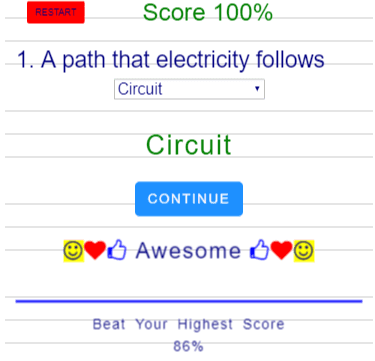 RESTART
Score 100%
1. A path that electricity follows
Circuit
Circuit
CONTINUE
Awesome
Beat Your Highest Score
86%